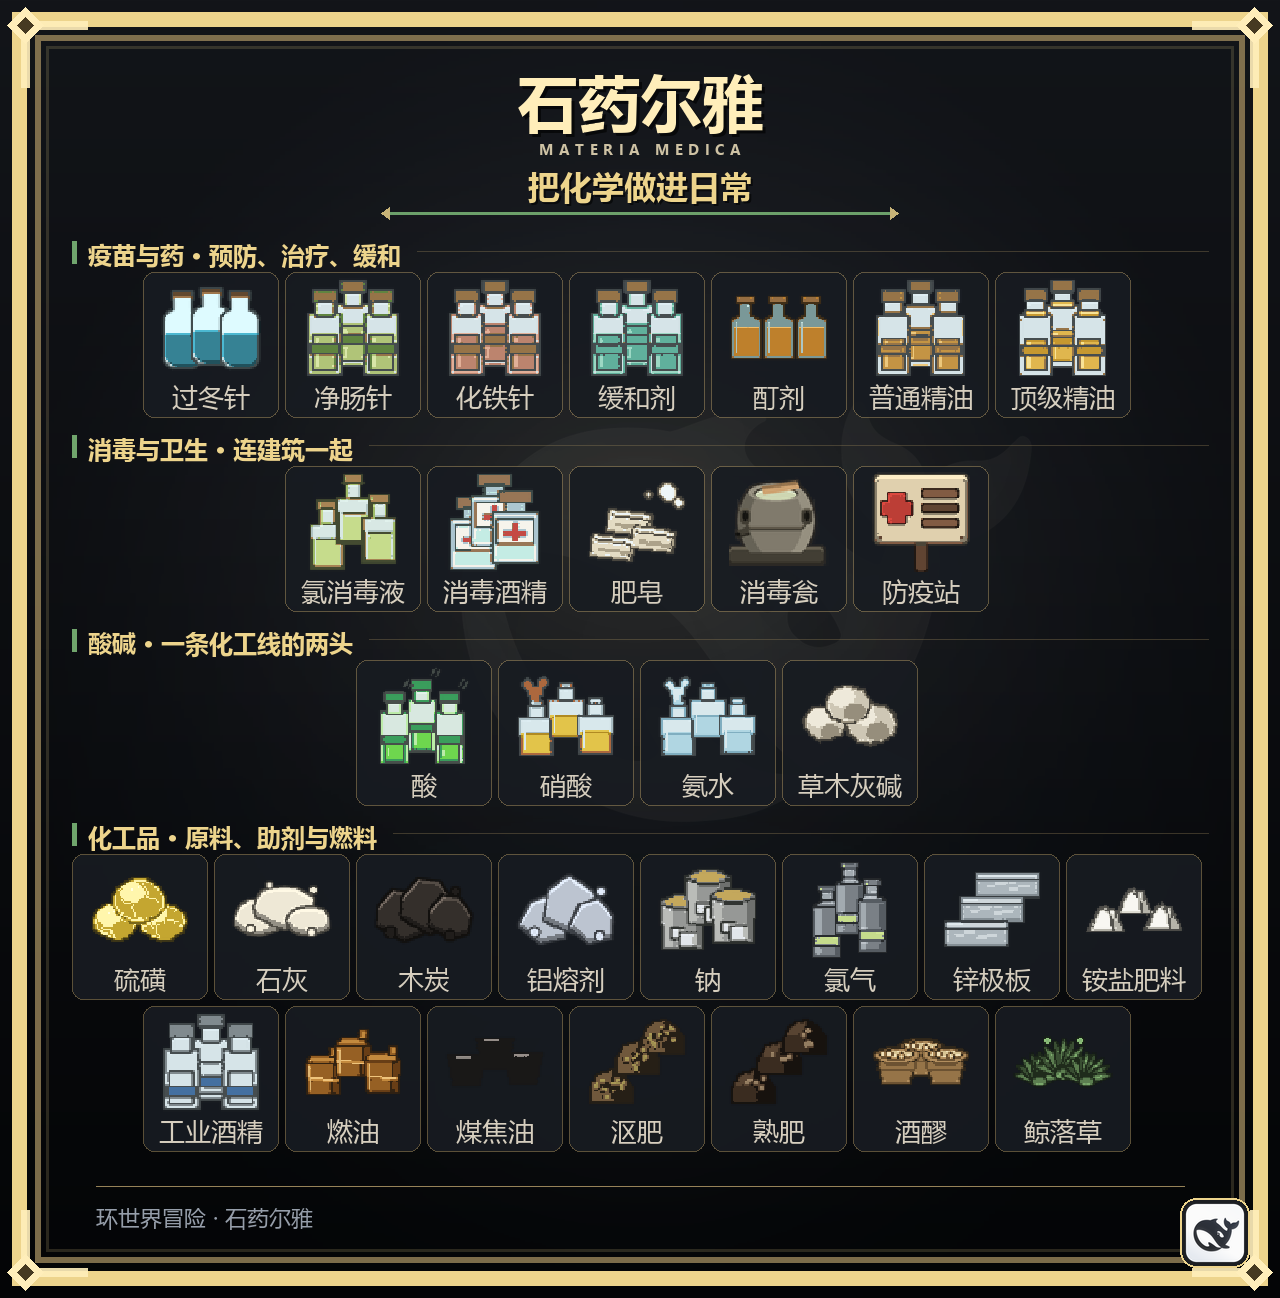 石药尔雅
MATERIA MEDICA
把化学做进日常
疫苗与药·预防、治疗、缓和
过冬针 净肠针 化铁针 缓和剂 酊剂 普通精油 顶级精油
消毒与卫生·连建筑一起
氯消毒液 消毒酒精 肥皂 消毒瓮 防疫站
酸碱·一条化工线的两头
酸 硝酸 氨水 草木灰碱
化工品·原料、助剂与燃料
硫磺 石灰 木炭 铝熔剂 钠 氯气 锌极板 铵盐肥料
工业酒精 燃油 煤焦油 沤肥 熟肥 酒醪 鲸落草
环世界冒险 · 石药尔雅